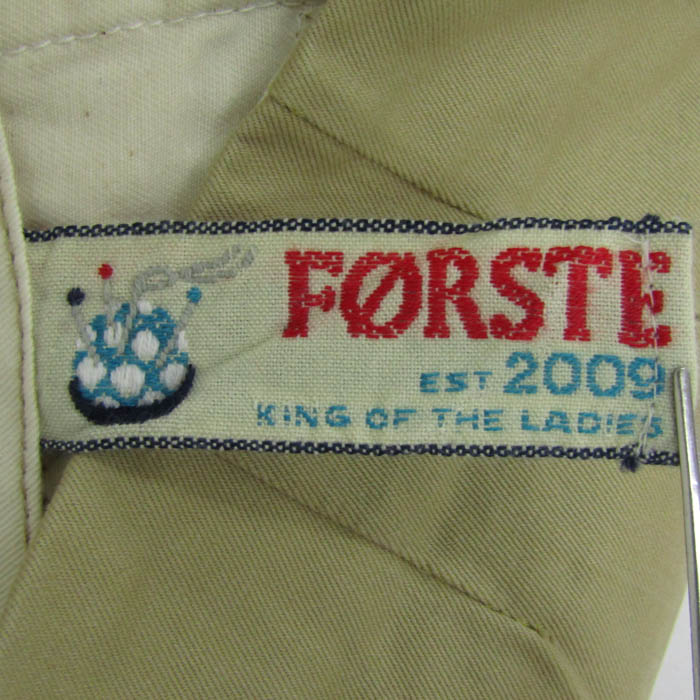 FØRSTE
EST 2009
KING OF THE LADIES